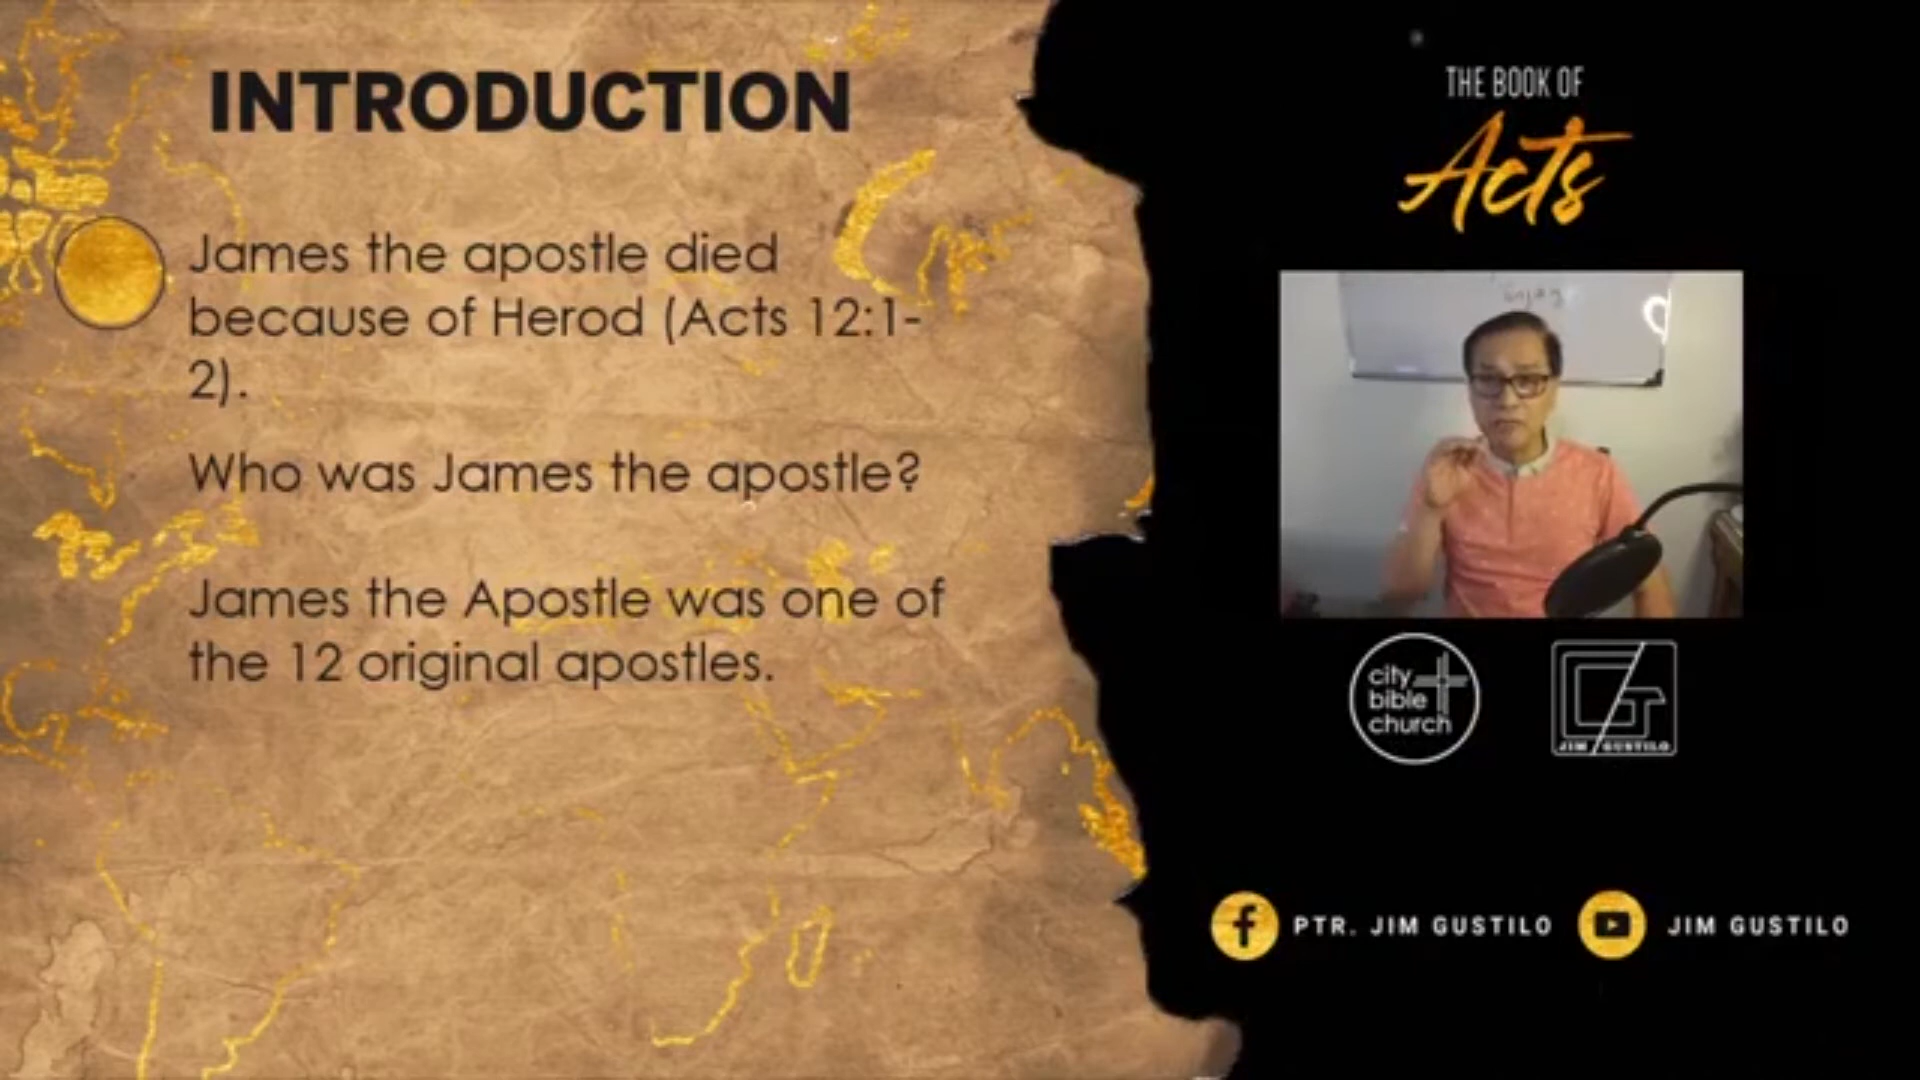 INTRODUCTION
James the apostle died
because of Herod (Acts 12:1-
2).
Who was James the apostle?
James the Apostle was one of
the 12 original apostles.
THE BOOK OF
Acts
city
bible
church
JIM GUSTILO
PTR. JIM GUSTILO
JIM GUSTILO